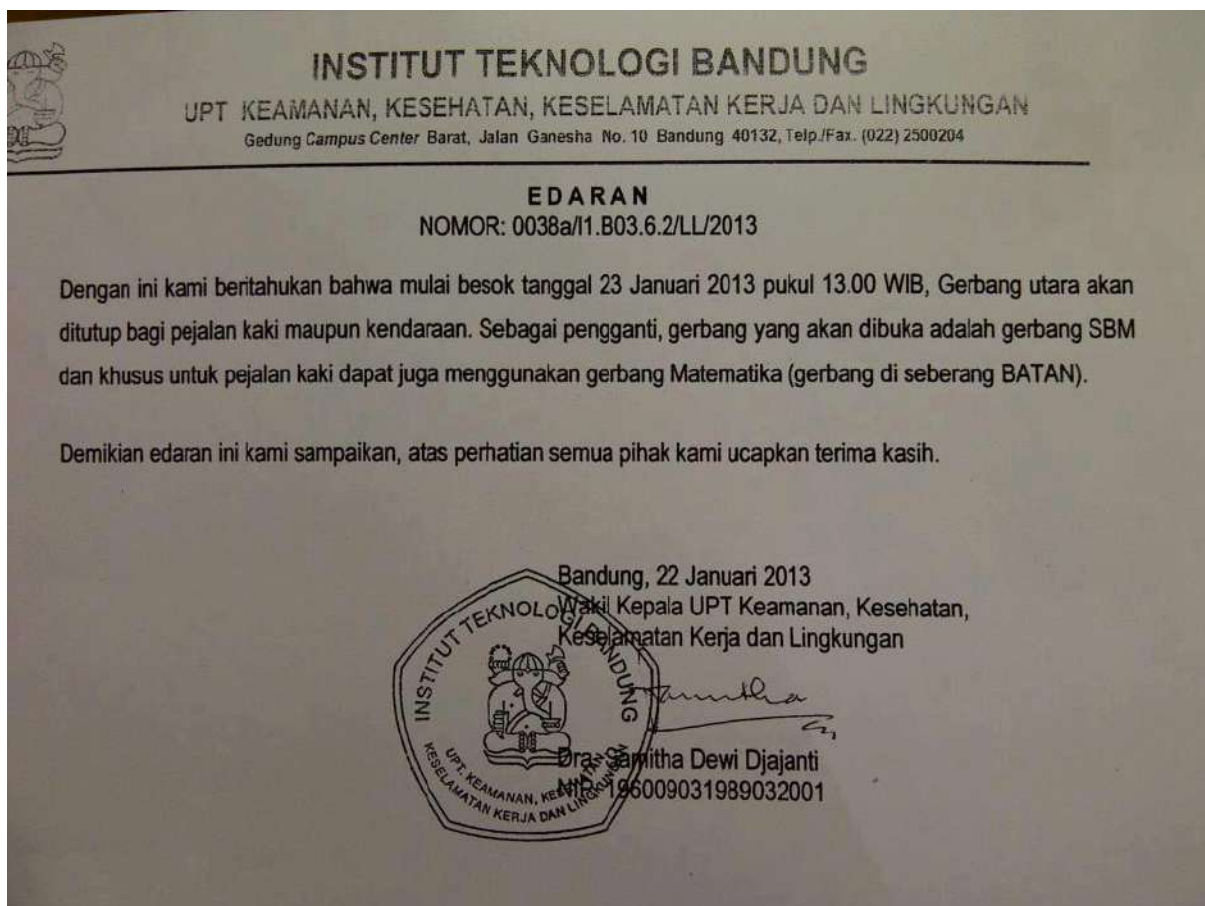 INSTITUT TEKNOLOGI BANDUNG
UPT KEAMANAN, KESEHATAN, KESELAMATAN KERJA DAN LINGKUNGAN
Gedung Campus Center Barat, Jalan Ganesha No. 10 Bandung 40132, Telp./Fax. (022) 2500204
EDARAN
NOMOR: 0038a/I1.B03.6.2/LL/2013
Dengan ini kami beritahukan bahwa mulai besok tanggal 23 Januari 2013 pukul 13.00 WIB, Gerbang utara akan
ditutup bagi pejalan kaki maupun kendaraan. Sebagai pengganti, gerbang yang akan dibuka adalah gerbang SBM
dan khusus untuk pejalan kaki dapat juga menggunakan gerbang Matematika (gerbang di seberang BATAN).
Demikian edaran ini kami sampaikan, atas perhatian semua pihak kami ucapkan terima kasih.
Bandung, 22 Januari 2013
Wakil Kepala UPT Keamanan, Kesehatan,
Keselamatan Kerja dan Lingkungan
Dra. Samitha Dewi Djajanti
NIP. 196009031989032001
INSTITUT TEKNOLOGI BANDUNG
UPT. KEAMANAN, KESEHATAN
KESELAMATAN KERJA DAN LINGKUNGAN